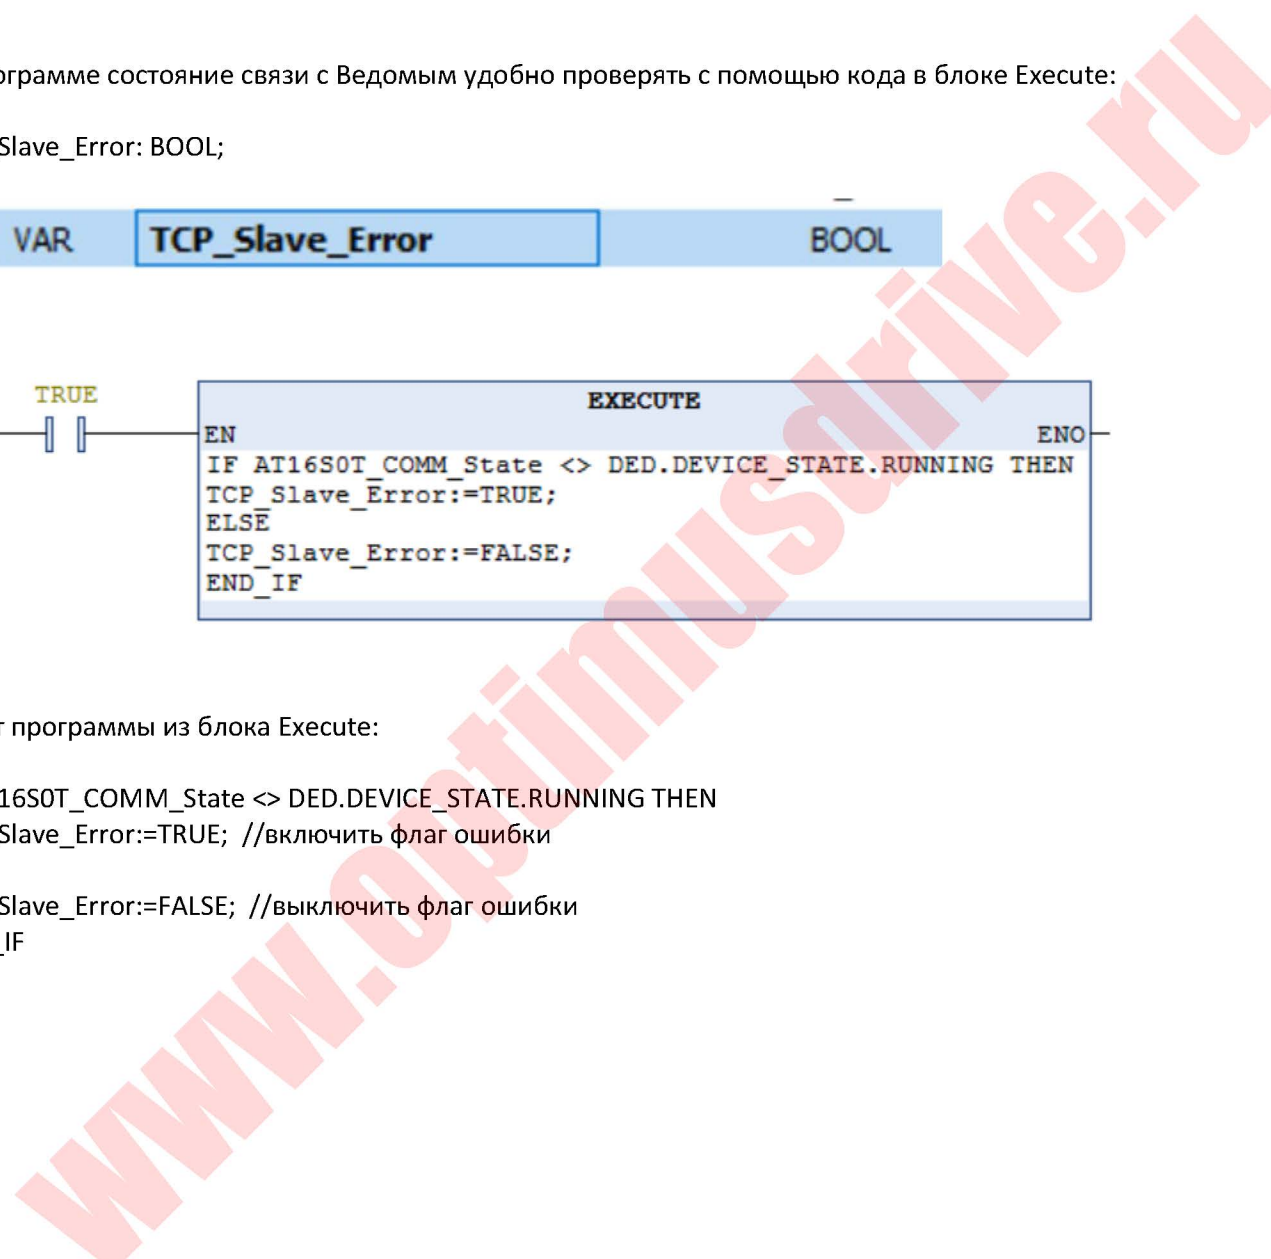 ограмме состояние связи с Ведомым удобно проверять с помощью кода в блоке Execute:
Slave_Error: BOOL;
VAR TCP_Slave_Error BOOL
TRUE
EXECUTE
EN ENO
IF AT16S0T_COMM_State <> DED.DEVICE_STATE.RUNNING THEN
TCP_Slave_Error:=TRUE;
ELSE
TCP_Slave_Error:=FALSE;
END_IF
т программы из блока Execute:
16S0T_COMM_State <> DED.DEVICE_STATE.RUNNING THEN
Slave_Error:=TRUE; //включить флаг ошибки
Slave_Error:=FALSE; //выключить флаг ошибки
_IF
www.optimusdrive.ru